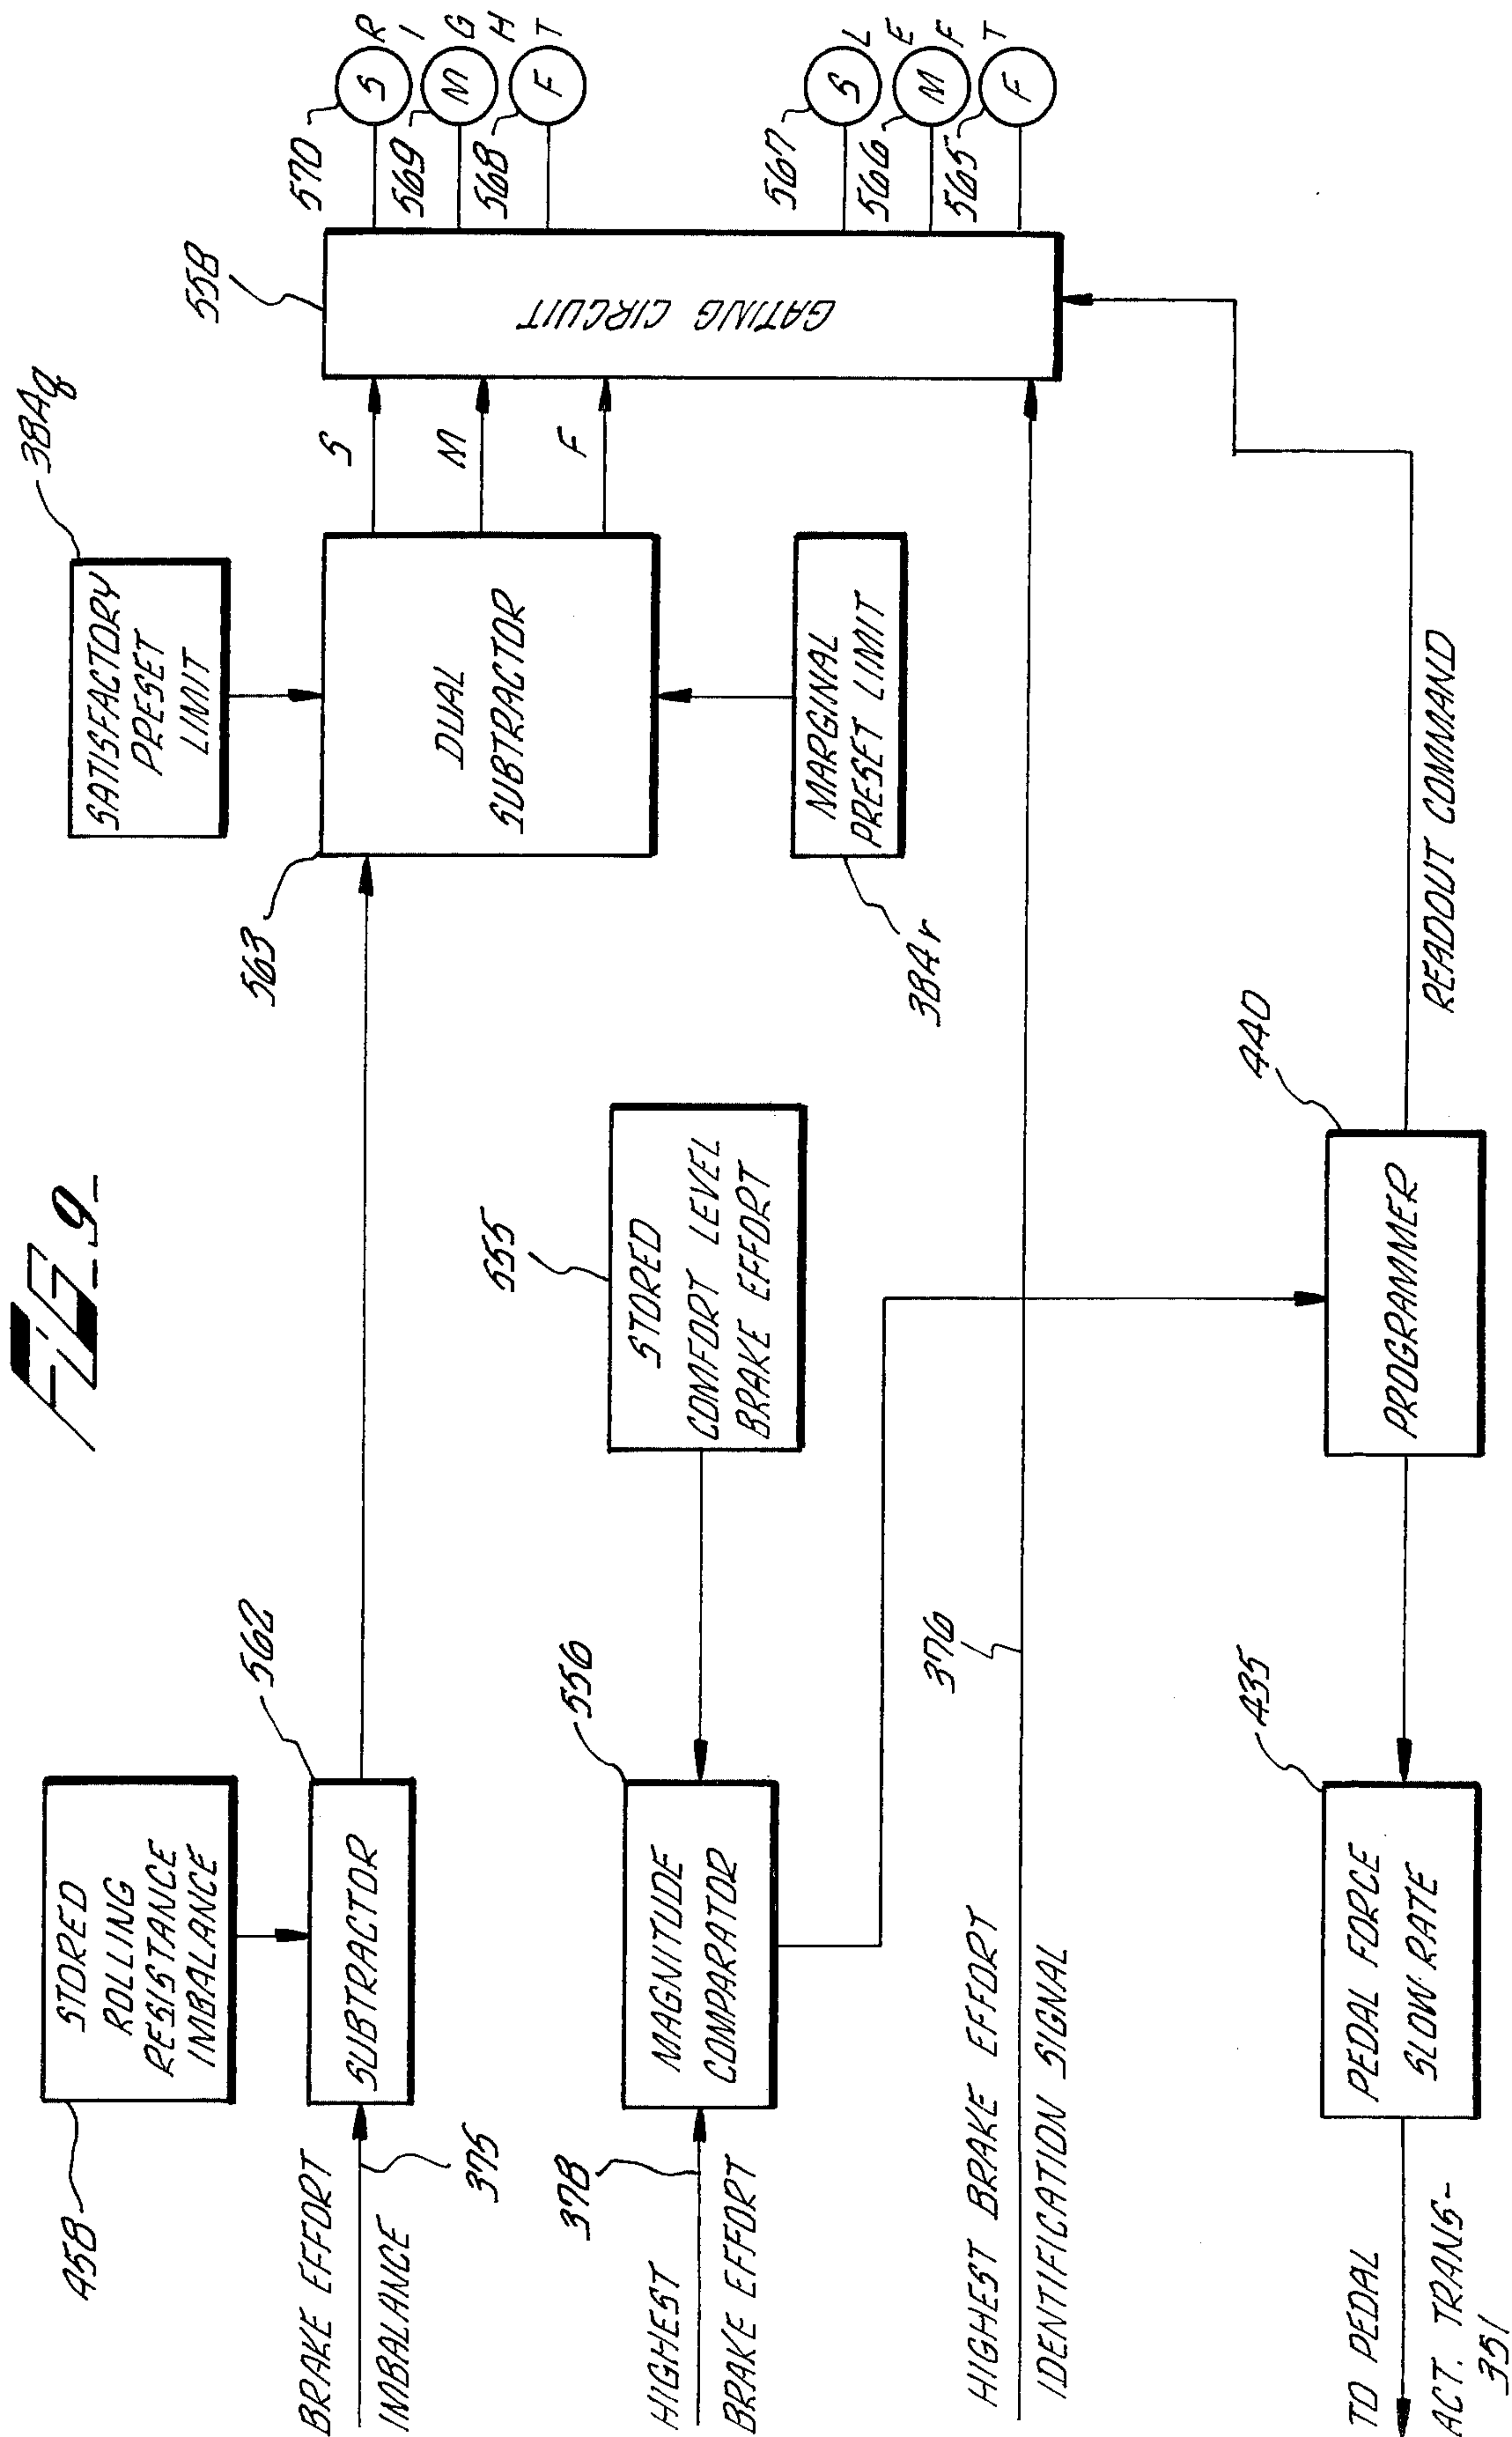 FIG_9_
458
STORED
ROLLING
RESISTANCE
IMBALANCE
562
SUBTRACTOR
BRAKE EFFORT
IMBALANCE
375
SATISFACTORY
PRESET
LIMIT
384q
563
DUAL
SUBTRACTOR
S
M
F
MARGINAL
PRESET LIMIT
384r
558
GATING CIRCUIT
570
S
569
M
568
F
RIGHT
567
S
566
M
565
F
LEFT
555
STORED
COMFORT LEVEL
BRAKE EFFORT
556
MAGNITUDE
COMPARATOR
378
HIGHEST
BRAKE EFFORT
376
HIGHEST BRAKE EFFORT
IDENTIFICATION SIGNAL
440
PROGRAMMER
READOUT COMMAND
435
PEDAL FORCE
SLOW RATE
TO PEDAL
ACT. TRANS-
351